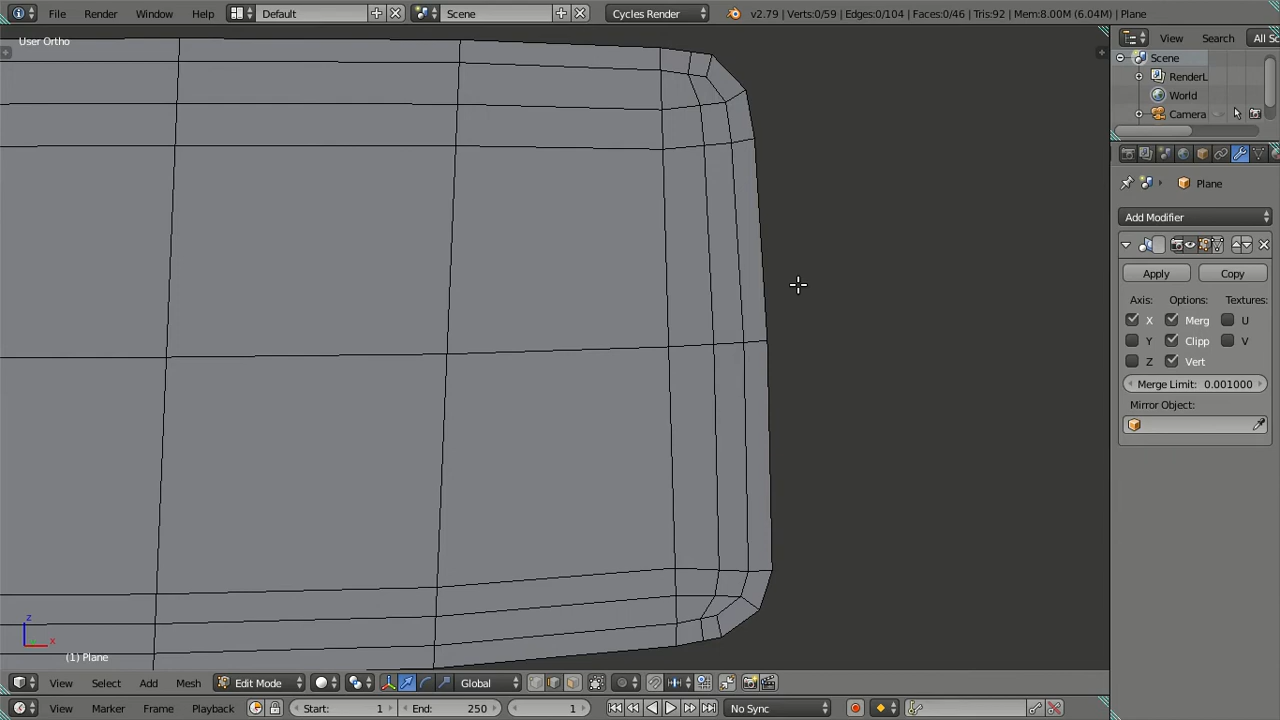 File Render Window Help Default Scene Cycles Render v2.79 | Verts:0/59 | Edges:0/104 | Faces:0/46 | Tris:92 | Mem:8.00M (6.04M) | Plane
User Ortho
View Search All Sc
Scene
RenderL
World
Camera
Plane
Add Modifier
Apply Copy
Axis: Options: Textures:
X Merg U
Y Clipp V
Z Vert
Merge Limit: 0.001000
Mirror Object:
z
x
(1) Plane
View Select Add Mesh Edit Mode Global
View Marker Frame Playback Start: 1 End: 250 1 No Sync